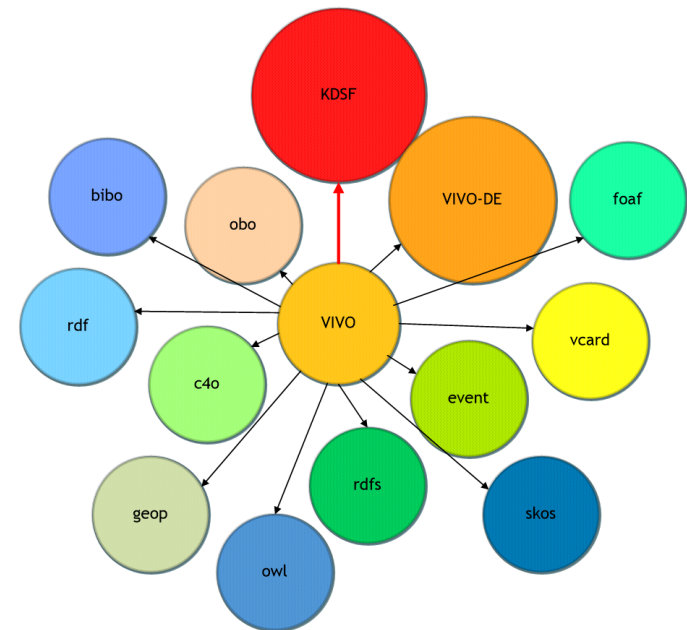 KDSF
bibo
obo
VIVO-DE
foaf
rdf
VIVO
vcard
c4o
event
rdfs
geop
skos
owl